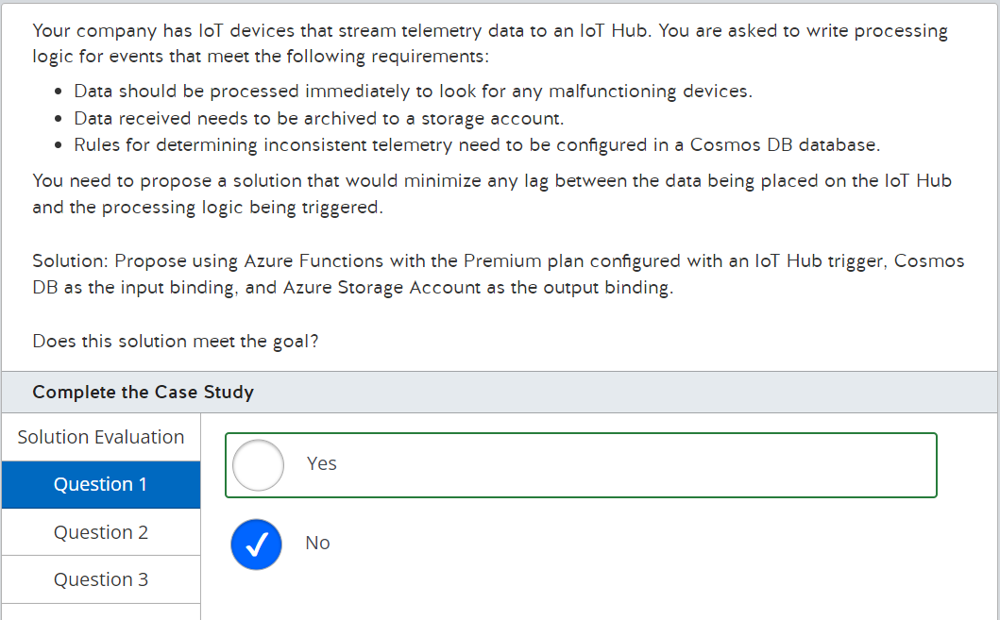 Your company has IoT devices that stream telemetry data to an IoT Hub. You are asked to write processing
logic for events that meet the following requirements:
• Data should be processed immediately to look for any malfunctioning devices.
• Data received needs to be archived to a storage account.
• Rules for determining inconsistent telemetry need to be configured in a Cosmos DB database.
You need to propose a solution that would minimize any lag between the data being placed on the IoT Hub
and the processing logic being triggered.
Solution: Propose using Azure Functions with the Premium plan configured with an IoT Hub trigger, Cosmos
DB as the input binding, and Azure Storage Account as the output binding.
Does this solution meet the goal?
Complete the Case Study
Solution Evaluation
Question 1
Question 2
Question 3
Yes
No